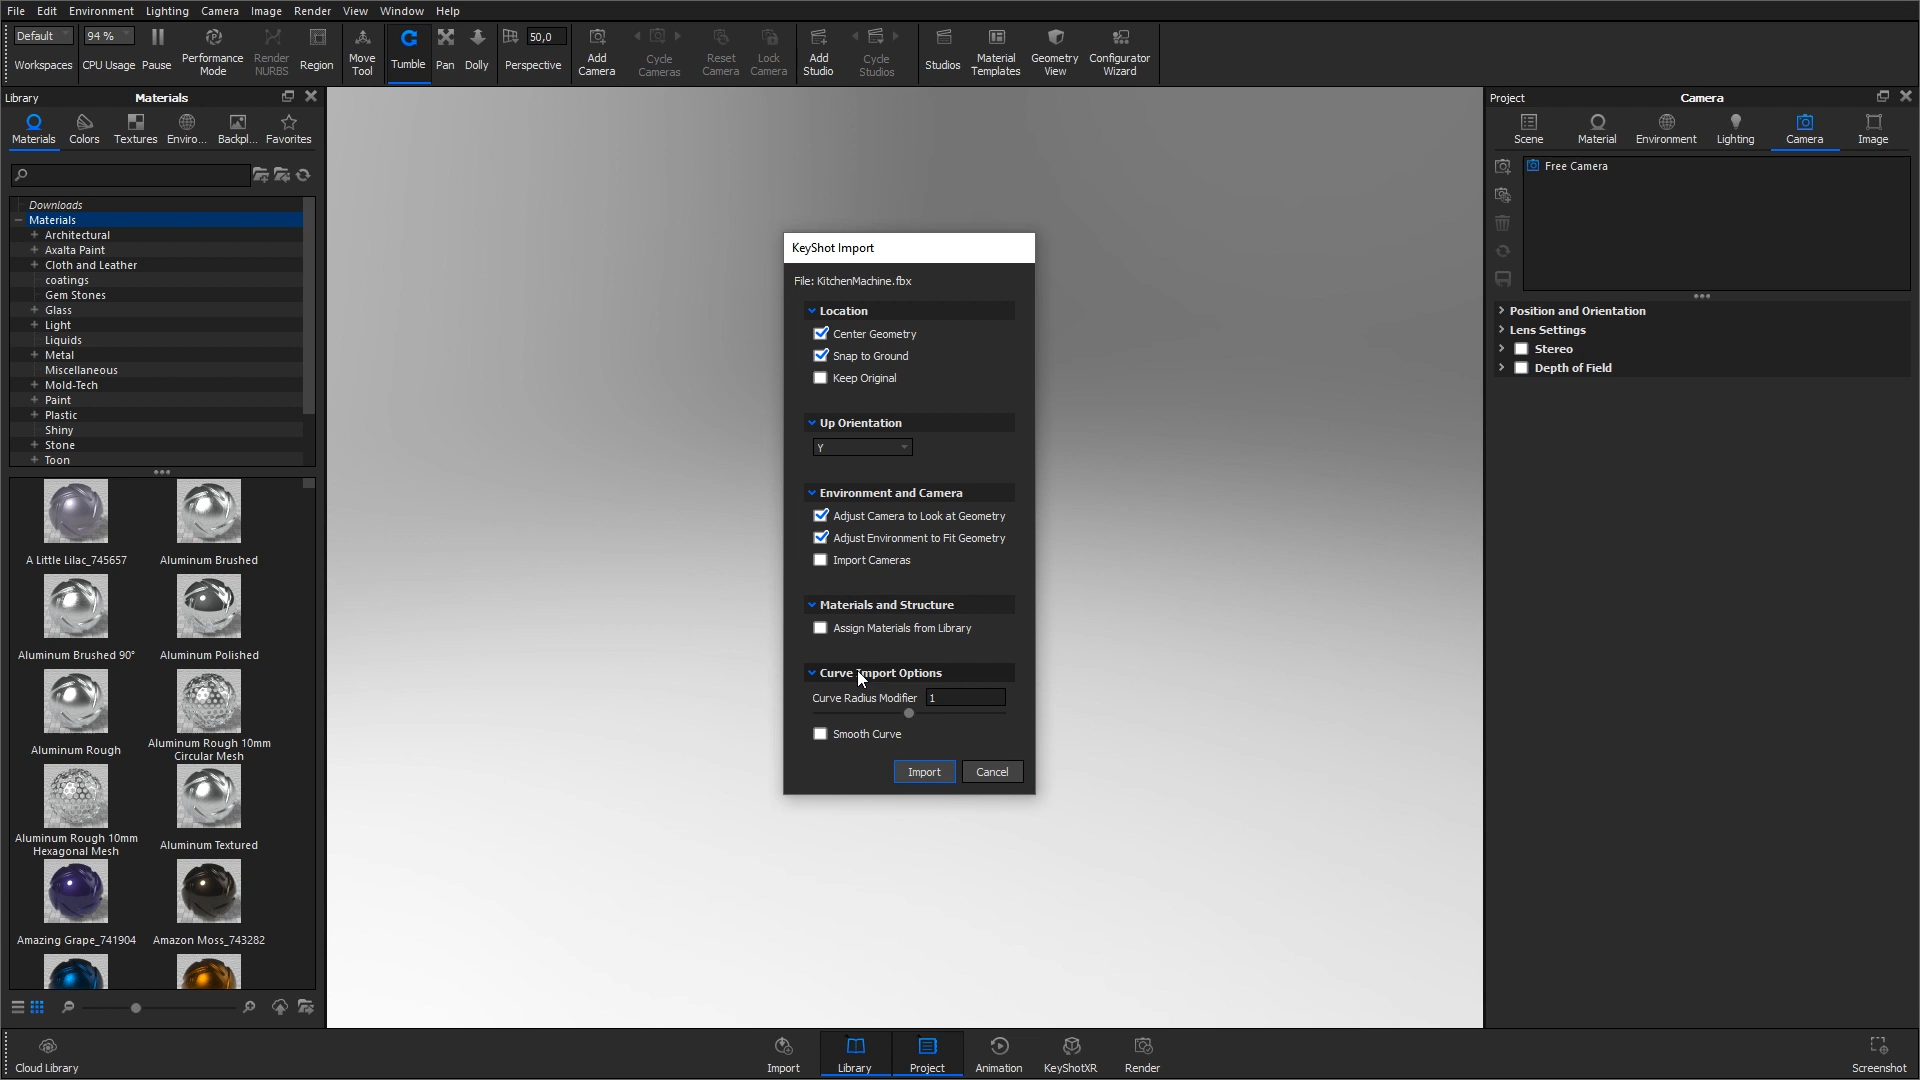 File Edit Environment Lighting Camera Image Render View Window Help
Default 94 % 50,0
Workspaces CPU Usage Pause Performance Mode Render NURBS Region Move Tool Tumble Pan Dolly Perspective Add Camera Cycle Cameras Reset Camera Lock Camera Add Studio Cycle Studios Studios Material Templates Geometry View Configurator Wizard
Library Materials
Materials Colors Textures Enviro... Backpl... Favorites
Downloads
Materials
Architectural
Axalta Paint
Cloth and Leather
coatings
Gem Stones
Glass
Light
Liquids
Metal
Miscellaneous
Mold-Tech
Paint
Plastic
Shiny
Stone
Toon
A Little Lilac_745657
Aluminum Brushed
Aluminum Brushed 90°
Aluminum Polished
Aluminum Rough
Aluminum Rough 10mm
Circular Mesh
Aluminum Rough 10mm
Hexagonal Mesh
Aluminum Textured
Amazing Grape_741904
Amazon Moss_743282
KeyShot Import
File: KitchenMachine.fbx
Location
Center Geometry
Snap to Ground
Keep Original
Up Orientation
Y
Environment and Camera
Adjust Camera to Look at Geometry
Adjust Environment to Fit Geometry
Import Cameras
Materials and Structure
Assign Materials from Library
Curve Import Options
Curve Radius Modifier 1
Smooth Curve
Import Cancel
Project Camera
Scene Material Environment Lighting Camera Image
Free Camera
Position and Orientation
Lens Settings
Stereo
Depth of Field
Cloud Library Import Library Project Animation KeyShotXR Render Screenshot